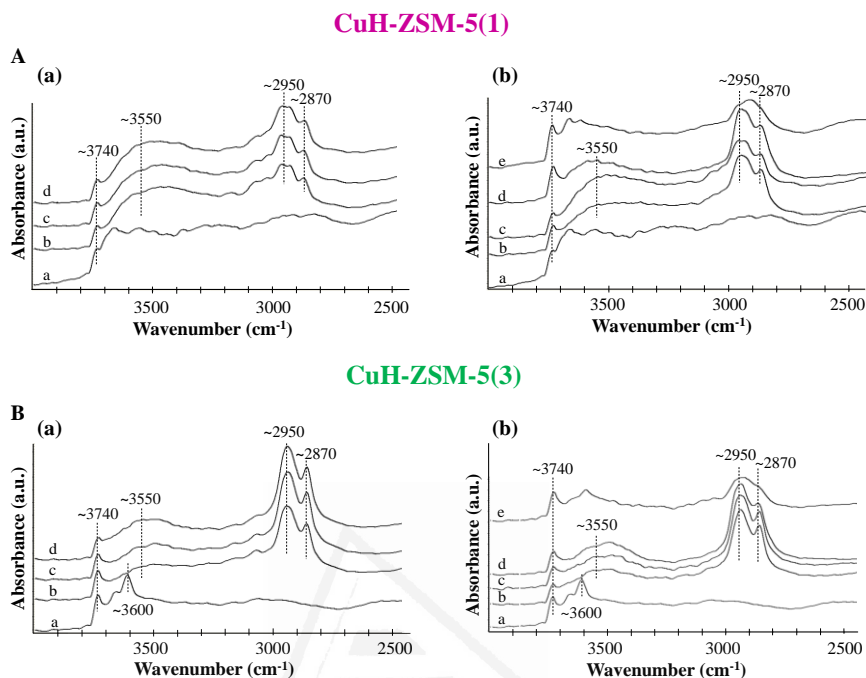 CuH-ZSM-5(1)
A
(a)
(b)
~3740
~3550
~2950
~2870
d
c
b
a
Absorbance (a.u.)
3500
3000
2500
Wavenumber (cm⁻¹)
~3740
~3550
~2950
~2870
e
d
c
b
a
Absorbance (a.u.)
3500
3000
2500
Wavenumber (cm⁻¹)
CuH-ZSM-5(3)
B
(a)
(b)
~3740
~3550
~2950
~2870
d
c
b
a
~3600
Absorbance (a.u.)
3500
3000
2500
Wavenumber (cm⁻¹)
~3740
~3550
~2950
~2870
e
d
c
b
a
~3600
Absorbance (a.u.)
3500
3000
2500
Wavenumber (cm⁻¹)